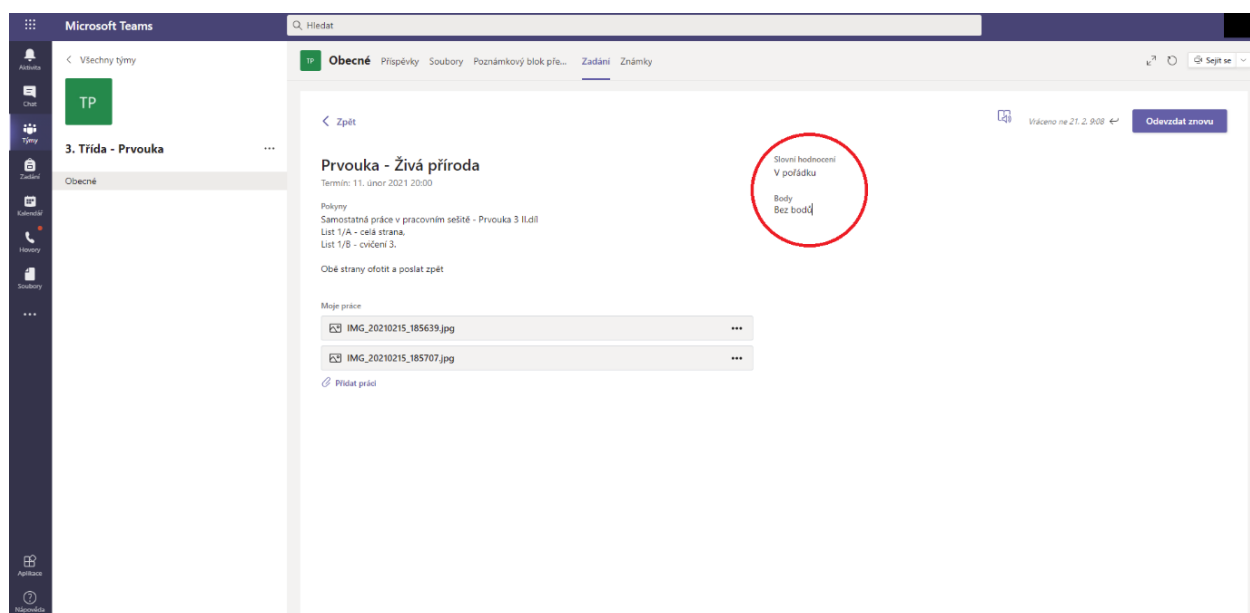 Microsoft Teams
Hledat
Aktivita
Chat
Týmy
Zadání
Kalendář
Hovory
Soubory
Aplikace
Nápověda
Všechny týmy
TP
3. Třída - Prvouka
Obecné
TP Obecné Příspěvky Soubory Poznámkový blok pře... Zadání Známky
Sejít se
Zpět
Vráceno ne 21. 2. 9:08
Odevzdat znovu
Prvouka - Živá příroda
Termín: 11. únor 2021 20:00
Pokyny
Samostatná práce v pracovním sešitě - Prvouka 3 II.díl
List 1/A - celá strana,
List 1/B - cvičení 3.
Obě strany ofotit a poslat zpět
Moje práce
IMG_20210215_185639.jpg
IMG_20210215_185707.jpg
Přidat práci
Slovní hodnocení
V pořádku
Body
Bez bodů